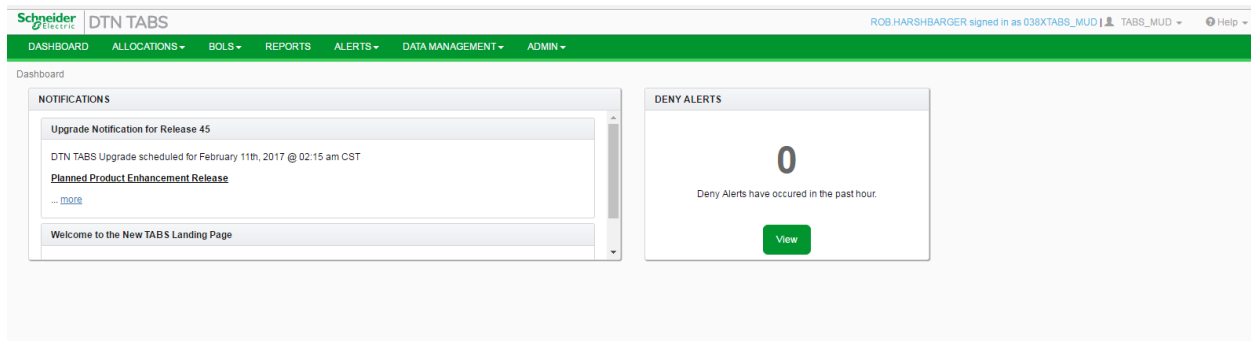 Schneider Electric DTN TABS
ROB.HARSHBARGER signed in as 038XTABS_MUD | TABS_MUD Help
DASHBOARD ALLOCATIONS BOLS REPORTS ALERTS DATA MANAGEMENT ADMIN
Dashboard
NOTIFICATIONS
Upgrade Notification for Release 45
DTN TABS Upgrade scheduled for February 11th, 2017 @ 02:15 am CST
Planned Product Enhancement Release
... more
Welcome to the New TABS Landing Page
DENY ALERTS
0
Deny Alerts have occured in the past hour.
View